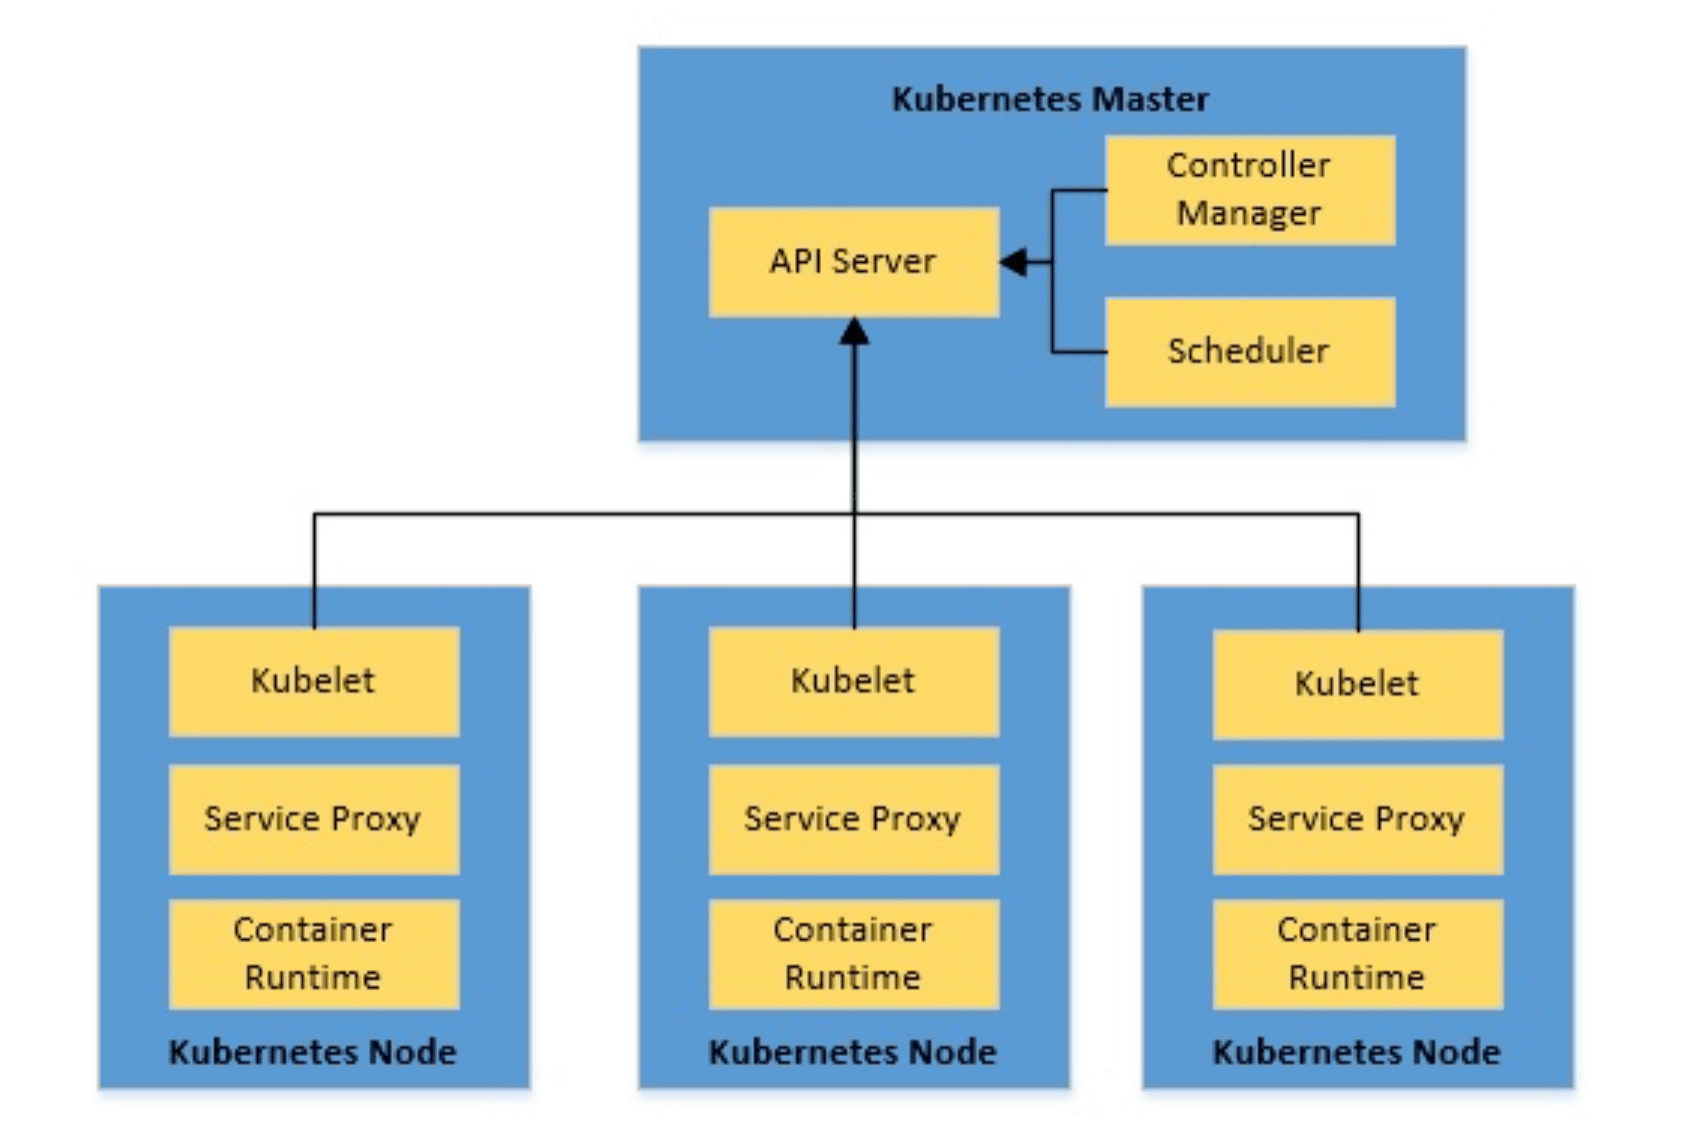 Kubernetes Master
Controller
Manager
API Server
Scheduler
Kubelet
Service Proxy
Container
Runtime
Kubernetes Node
Kubelet
Service Proxy
Container
Runtime
Kubernetes Node
Kubelet
Service Proxy
Container
Runtime
Kubernetes Node